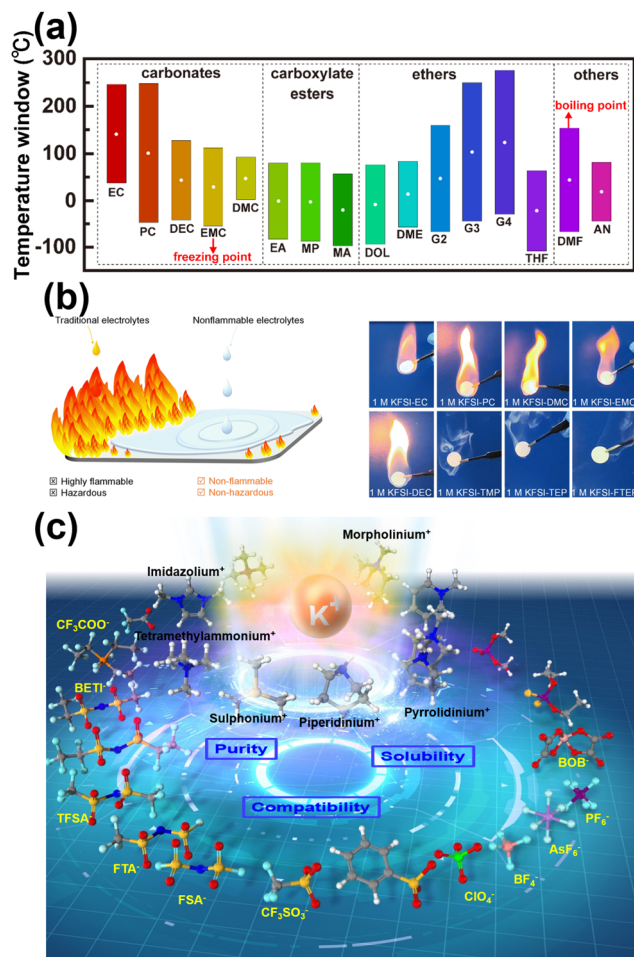 (a)
Temperature window (℃)
300
200
100
0
-100
carbonates
carboxylate
esters
ethers
others
boiling point
freezing point
EC
PC
DEC
EMC
DMC
EA
MP
MA
DOL
DME
G2
G3
G4
THF
DMF
AN
(b)
Traditional electrolytes
Nonflammable electrolytes
☒ Highly flammable
☒ Hazardous
☑ Non-flammable
☑ Non-hazardous
1 M KFSI-EC
1 M KFSI-PC
1 M KFSI-DMC
1 M KFSI-EMC
1 M KFSI-DEC
1 M KFSI-TMP
1 M KFSI-TEP
1 M KFSI-FTEP
(c)
Morpholinium⁺
Imidazolium⁺
K⁺
CF₃COO⁻
Tetramethylammonium⁺
BETI⁻
Sulphonium⁺
Piperidinium⁺
Pyrrolidinium⁺
Purity
Solubility
Compatibility
BOB⁻
TFSA⁻
PF₆⁻
AsF₆⁻
FTA⁻
BF₄⁻
FSA⁻
ClO₄⁻
CF₃SO₃⁻